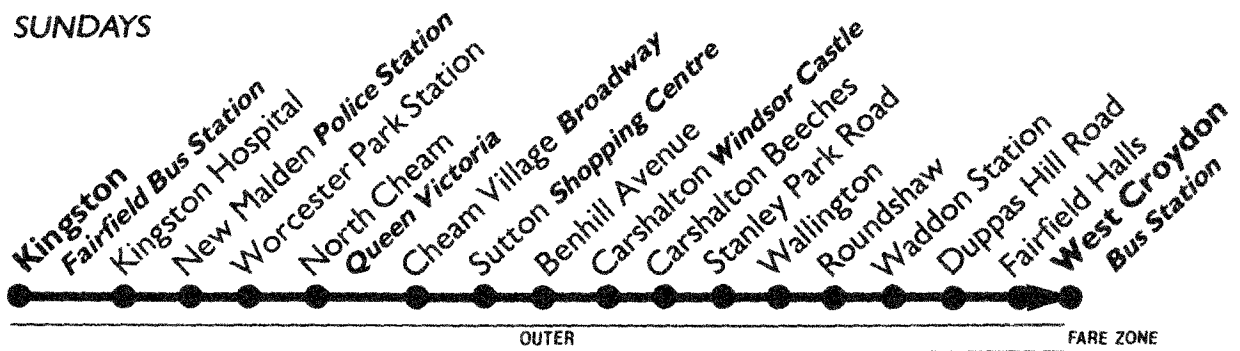 SUNDAYS
Kingston
Fairfield Bus Station
Kingston Hospital
New Malden Police Station
Worcester Park Station
North Cheam
Queen Victoria
Cheam Village Broadway
Sutton Shopping Centre
Benhill Avenue
Carshalton Windsor Castle
Carshalton Beeches
Stanley Park Road
Wallington
Roundshaw
Waddon Station
Duppas Hill Road
Fairfield Halls
West Croydon
Bus Station
OUTER FARE ZONE